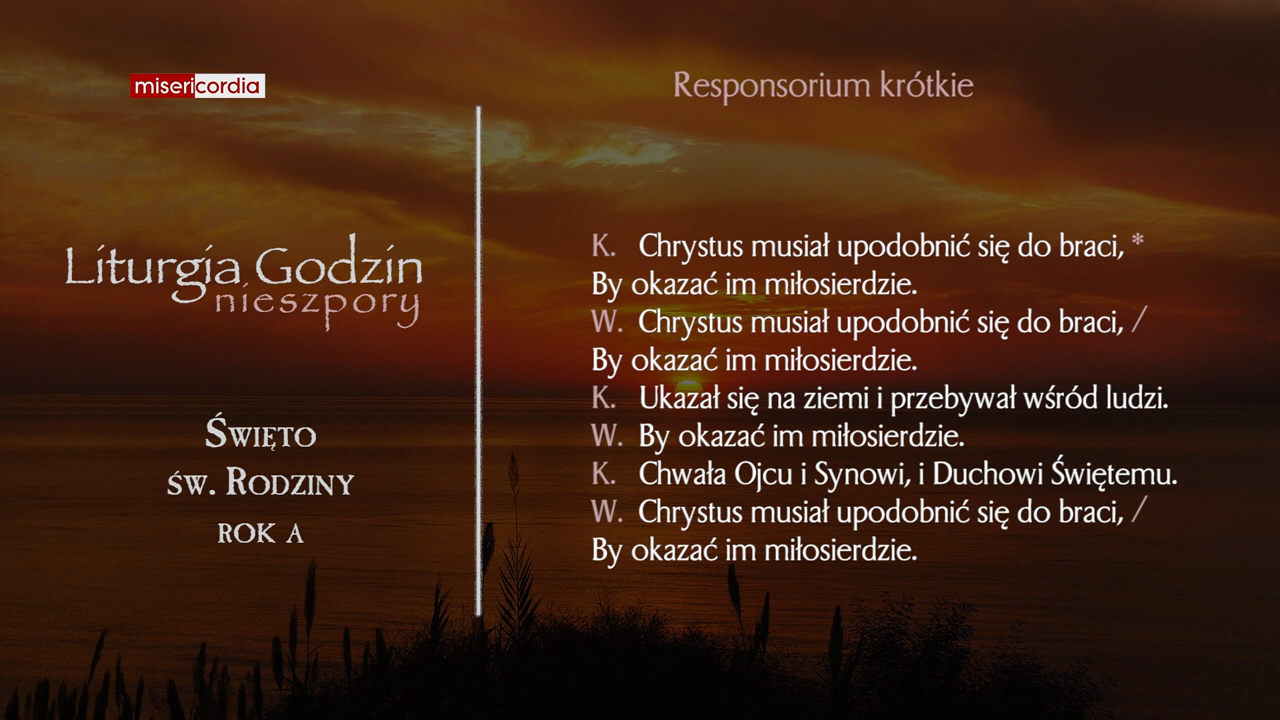 misericordia
Liturgia Godzin
nieszpory
Święto
św. Rodziny
rok A
Responsorium krótkie
K. Chrystus musiał upodobnić się do braci, *
By okazać im miłosierdzie.
W. Chrystus musiał upodobnić się do braci, /
By okazać im miłosierdzie.
K. Ukazał się na ziemi i przebywał wśród ludzi.
W. By okazać im miłosierdzie.
K. Chwała Ojcu i Synowi, i Duchowi Świętemu.
W. Chrystus musiał upodobnić się do braci, /
By okazać im miłosierdzie.